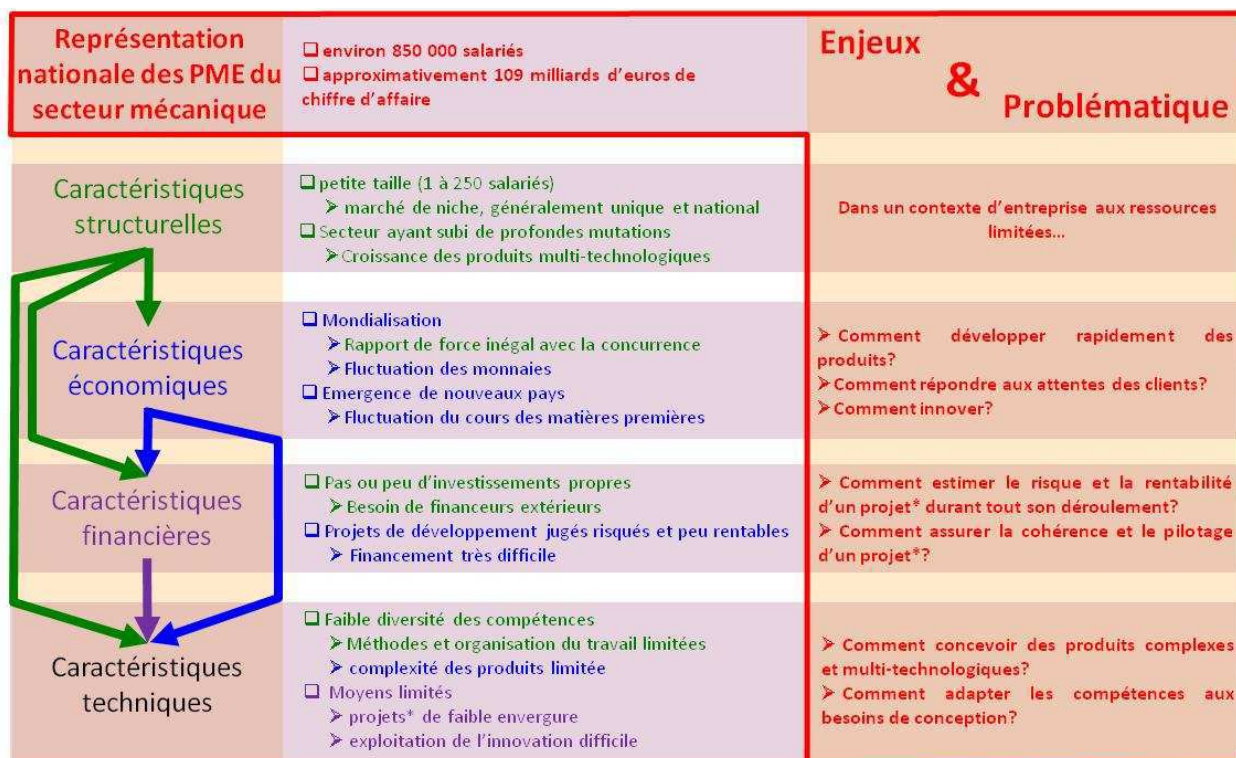 Représentation
nationale des PME du
secteur mécanique
❑ environ 850 000 salariés
❑ approximativement 109 milliards d'euros de
chiffre d'affaire
Enjeux
&
Problématique
Caractéristiques
structurelles
❑ petite taille (1 à 250 salariés)
➢ marché de niche, généralement unique et national
❑ Secteur ayant subi de profondes mutations
➢ Croissance des produits multi-technologiques
Dans un contexte d'entreprise aux ressources
limitées...
Caractéristiques
économiques
❑ Mondialisation
➢ Rapport de force inégal avec la concurrence
➢ Fluctuation des monnaies
❑ Emergence de nouveaux pays
➢ Fluctuation du cours des matières premières
➢ Comment développer rapidement des
produits?
➢ Comment répondre aux attentes des clients?
➢ Comment innover?
Caractéristiques
financières
❑ Pas ou peu d'investissements propres
➢ Besoin de financeurs extérieurs
❑ Projets de développement jugés risqués et peu rentables
➢ Financement très difficile
➢ Comment estimer le risque et la rentabilité
d'un projet* durant tout son déroulement?
➢ Comment assurer la cohérence et le pilotage
d'un projet*?
Caractéristiques
techniques
❑ Faible diversité des compétences
➢ Méthodes et organisation du travail limitées
➢ complexité des produits limitée
❑ Moyens limités
➢ projets* de faible envergure
➢ exploitation de l'innovation difficile
➢ Comment concevoir des produits complexes
et multi-technologiques?
➢ Comment adapter les compétences aux
besoins de conception?